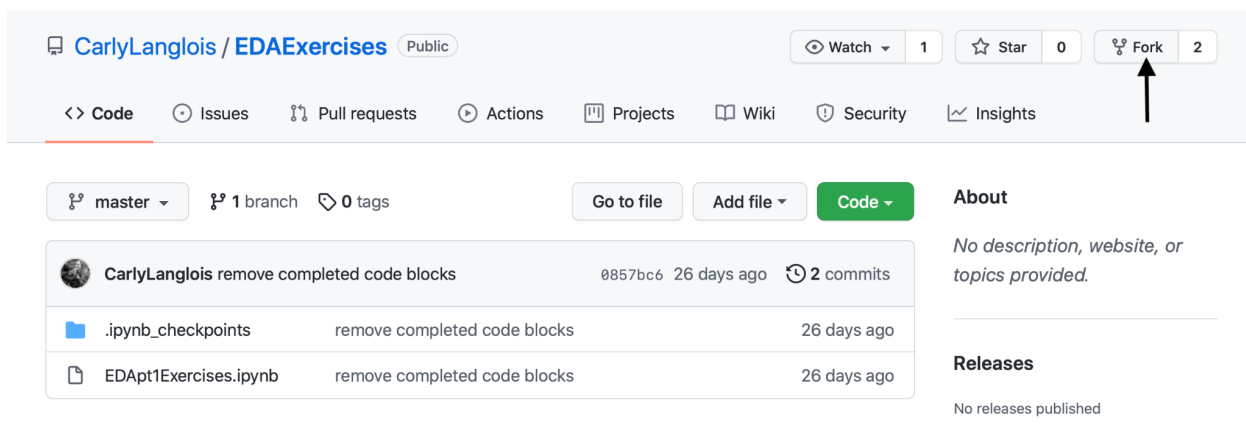 CarlyLanglois / EDAExercises Public
Watch 1 Star 0 Fork 2
<> Code Issues Pull requests Actions Projects Wiki Security Insights
master 1 branch 0 tags Go to file Add file Code
CarlyLanglois remove completed code blocks 0857bc6 26 days ago 2 commits
.ipynb_checkpoints remove completed code blocks 26 days ago
EDApt1Exercises.ipynb remove completed code blocks 26 days ago
About
No description, website, or
topics provided.
Releases
No releases published